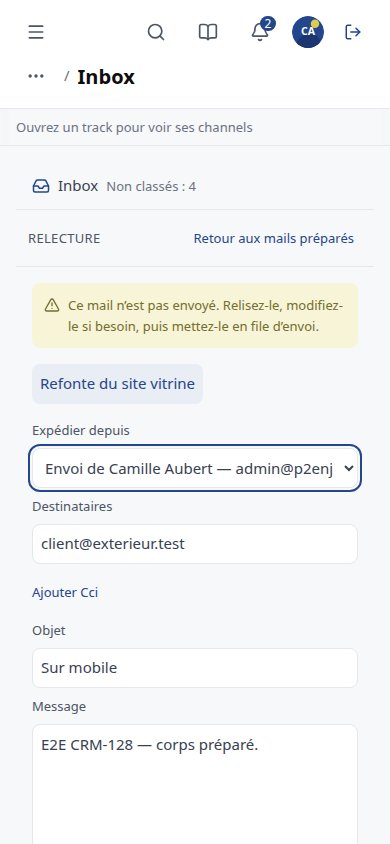 2
CA
/ Inbox
Ouvrez un track pour voir ses channels
Inbox Non classés : 4
RELECTURE Retour aux mails préparés
Ce mail n’est pas envoyé. Relisez-le, modifiez-
le si besoin, puis mettez-le en file d’envoi.
Refonte du site vitrine
Expédier depuis
Envoi de Camille Aubert — admin@p2enj
Destinataires
client@exterieur.test
Ajouter Cci
Objet
Sur mobile
Message
E2E CRM-128 — corps préparé.